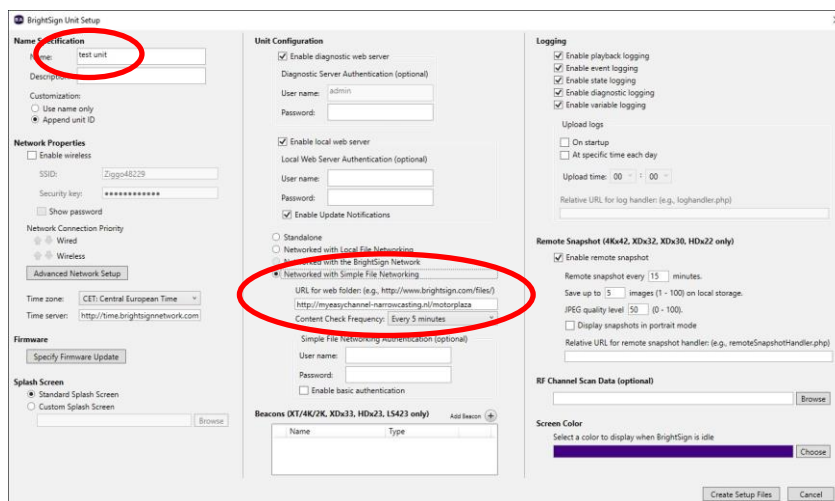 BrightSign Unit Setup
Name Specification
Name:
test unit
Description
Customization:
Use name only
Append unit ID
Network Properties
Enable wireless
SSID:
Ziggo48229
Security key:
************
Show password
Network Connection Priority
Wired
Wireless
Advanced Network Setup
Time zone:
CET: Central European Time
Time server:
http://time.brightsignnetwork.com
Firmware
Specify Firmware Update
Splash Screen
Standard Splash Screen
Custom Splash Screen
Browse
Unit Configuration
Enable diagnostic web server
Diagnostic Server Authentication (optional)
User name:
admin
Password:
Enable local web server
Local Web Server Authentication (optional)
User name:
Password:
Enable Update Notifications
Standalone
Networked with Local File Networking
Networked with the BrightSign Network
Networked with Simple File Networking
URL for web folder: (e.g., http://www.brightsign.com/files/)
http://myeasychannel-narrowcasting.nl/motorplaza
Content Check Frequency:
Every 5 minutes
Simple File Networking Authentication (optional)
User name:
Password:
Enable basic authentication
Beacons (XT/4K/2K, XDx33, HDx23, LS423 only)
Add Beacon
Name Type
Logging
Enable playback logging
Enable event logging
Enable state logging
Enable diagnostic logging
Enable variable logging
Upload logs
On startup
At specific time each day
Upload time: 00 : 00
Relative URL for log handler: (e.g., loghandler.php)
Remote Snapshot (4Kx42, XDx32, XDx30, HDx22 only)
Enable remote snapshot
Remote snapshot every 15 minutes.
Save up to 5 images (1 - 100) on local storage.
JPEG quality level 50 (0 - 100).
Display snapshots in portrait mode
Relative URL for remote snapshot handler: (e.g., remoteSnapshotHandler.php)
RF Channel Scan Data (optional)
Browse
Screen Color
Select a color to display when BrightSign is idle
Choose
Create Setup Files
Cancel